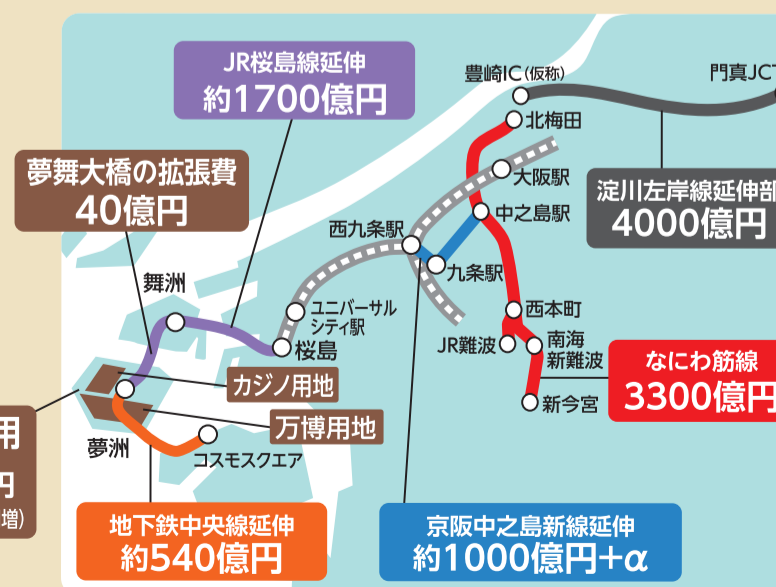 JR桜島線延伸
約1700億円
豊崎IC(仮称)
門真JCT
北梅田
夢舞大橋の拡張費
40億円
大阪駅
淀川左岸線延伸部
4000億円
中之島駅
西九条駅
九条駅
舞洲
ユニバーサル
シティ駅
西本町
桜島
JR難波
南海
新難波
なにわ筋線
3300億円
カジノ用地
新今宮
万博用地
用
円
増)
夢洲
コスモスクエア
地下鉄中央線延伸
約540億円
京阪中之島新線延伸
約1000億円+α